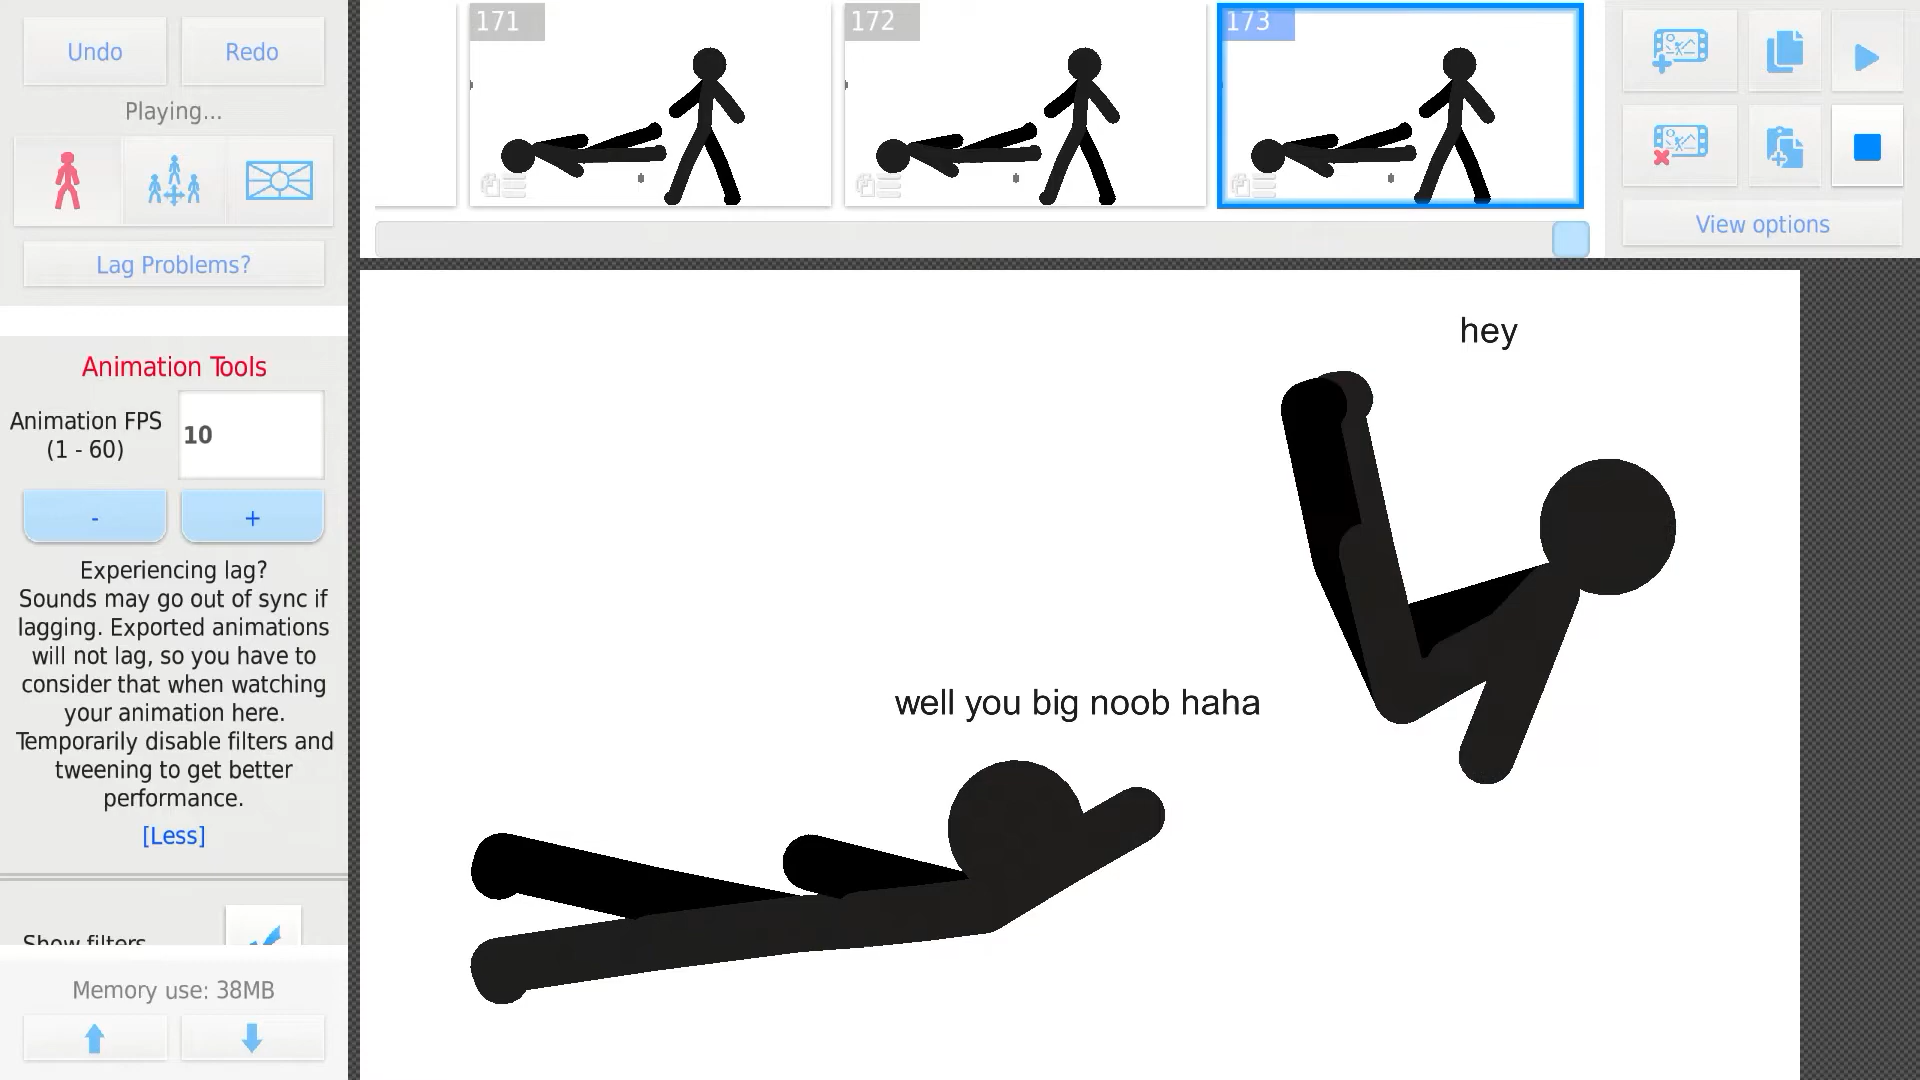 Undo
Redo
Playing...
Lag Problems?
171
172
173
View options
Animation Tools
Animation FPS
(1 - 60)
10
-
+
Experiencing lag?
Sounds may go out of sync if
lagging. Exported animations
will not lag, so you have to
consider that when watching
your animation here.
Temporarily disable filters and
tweening to get better
performance.
[Less]
Show filters
Memory use: 38MB
hey
well you big noob haha